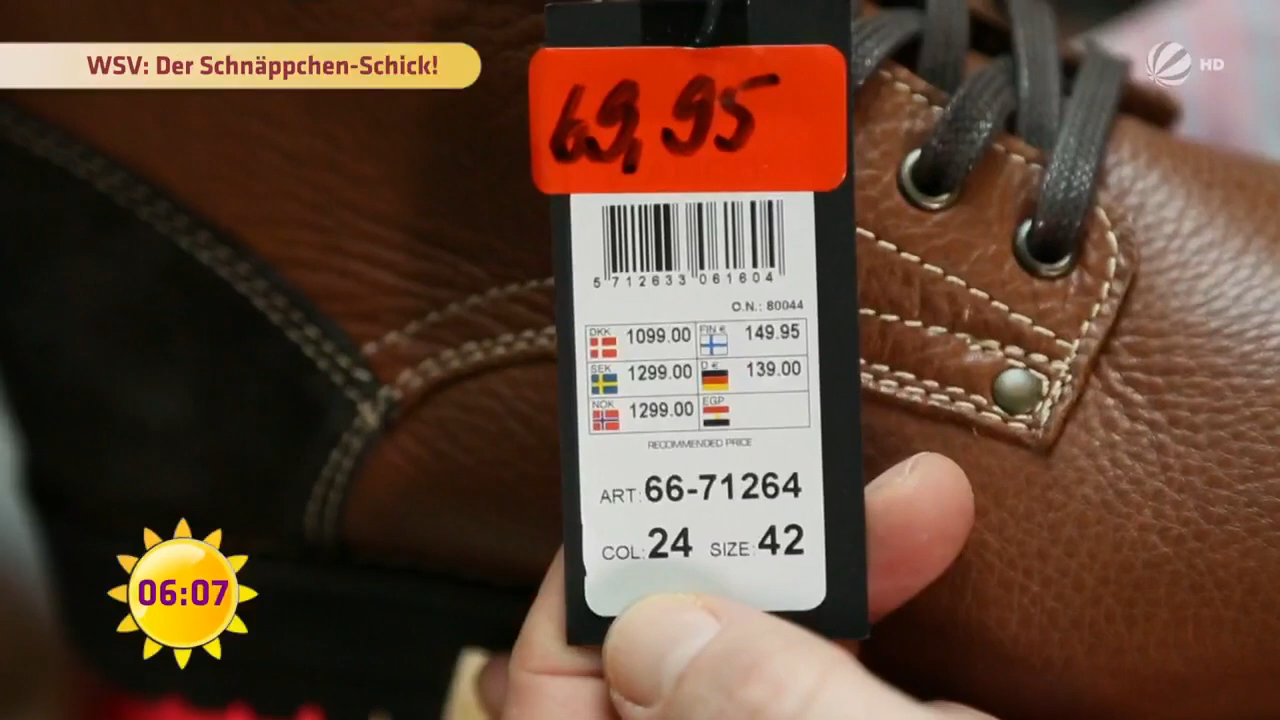 WSV: Der Schnäppchen-Schick!
HD
69,95
5 712633 061604
O.N.: 80044
DKK 1099.00 FIN € 149.95
SEK 1299.00 D € 139.00
NOK 1299.00 EGP
RECOMMENDED PRICE
ART: 66-71264
COL: 24 SIZE: 42
06:07